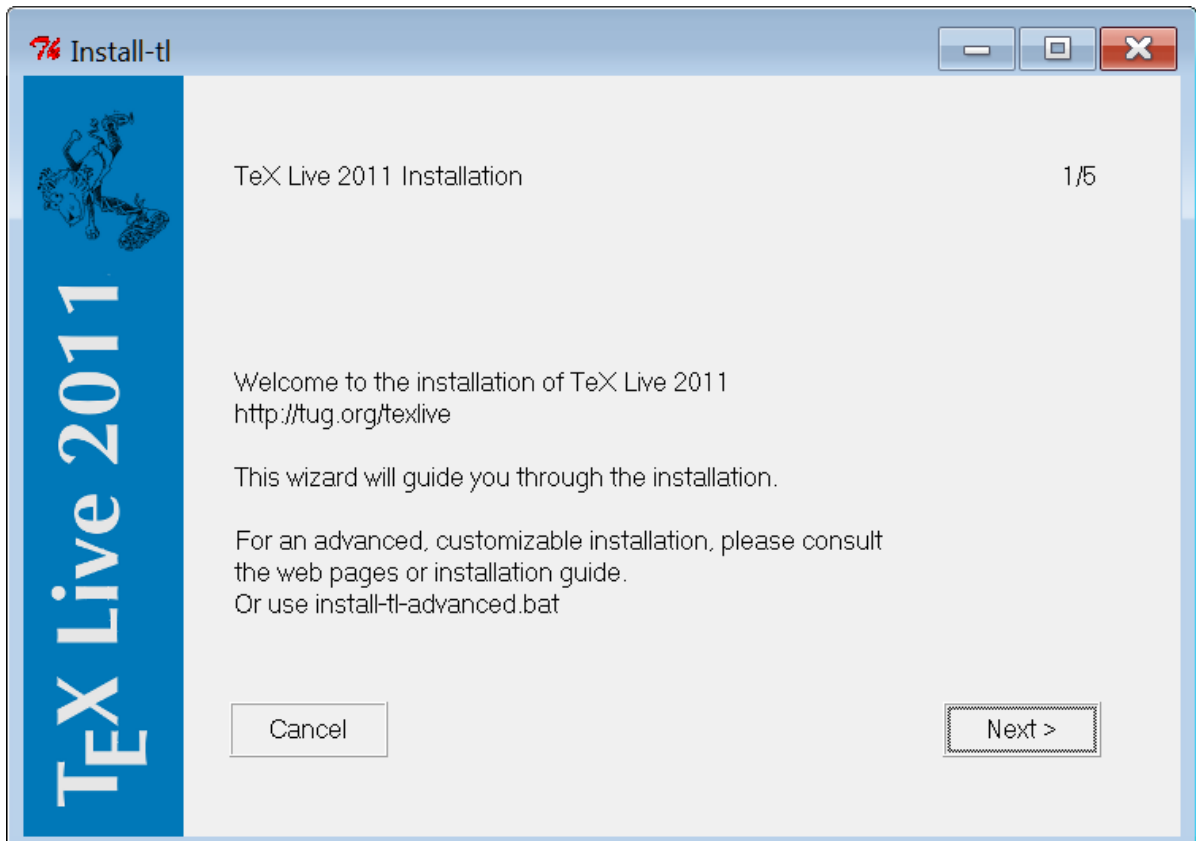 Install-tl
TeX Live 2011
TeX Live 2011 Installation 1/5
Welcome to the installation of TeX Live 2011
http://tug.org/texlive
This wizard will guide you through the installation.
For an advanced, customizable installation, please consult
the web pages or installation guide.
Or use install-tl-advanced.bat
Cancel
Next >